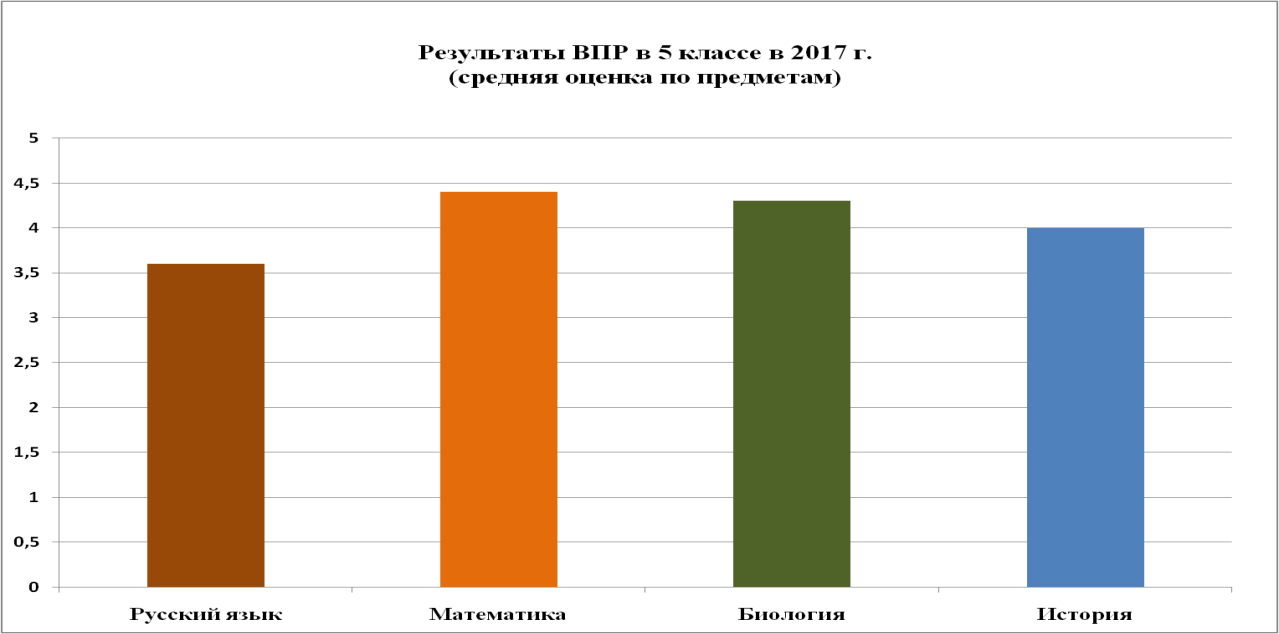 Результаты ВПР в 5 классе в 2017 г.
(средняя оценка по предметам)
5
4,5
4
3,5
3
2,5
2
1,5
1
0,5
0
Русский язык
Математика
Биология
История